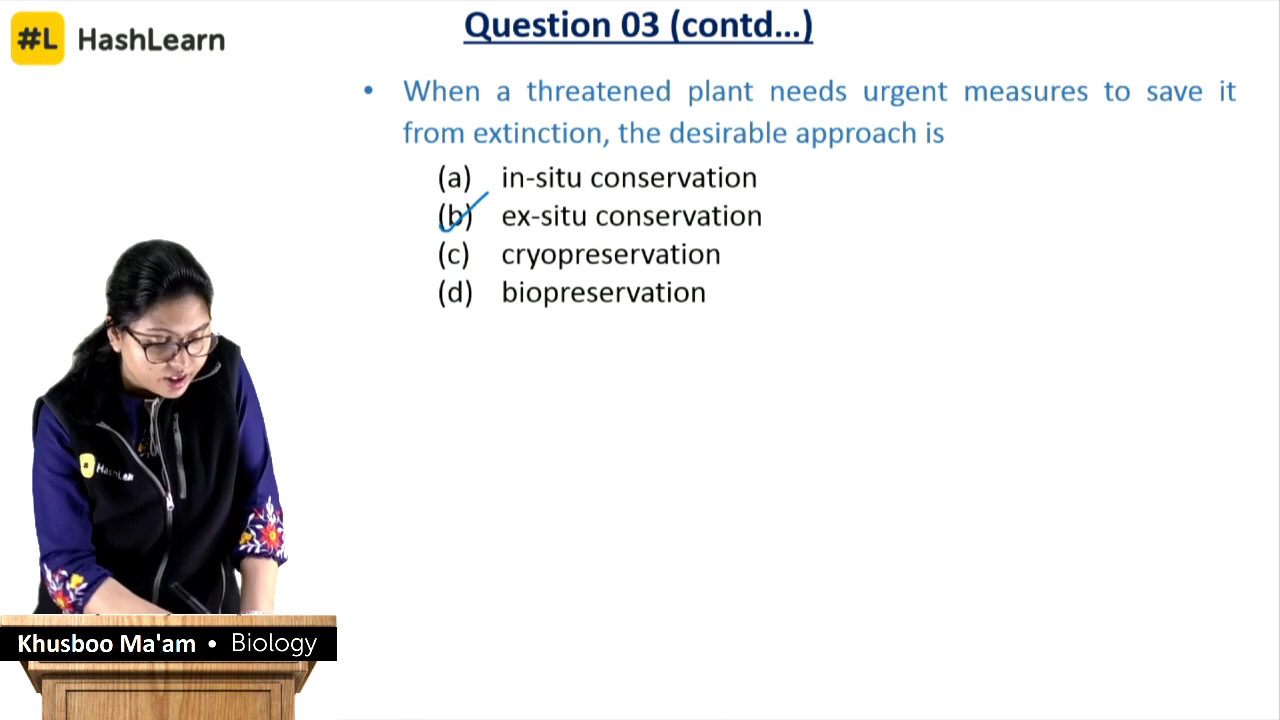 #L HashLearn
Question 03 (contd...)
• When a threatened plant needs urgent measures to save it
from extinction, the desirable approach is
(a) in-situ conservation
(b) ex-situ conservation
(c) cryopreservation
(d) biopreservation
HashLearn
Khusboo Ma'am • Biology